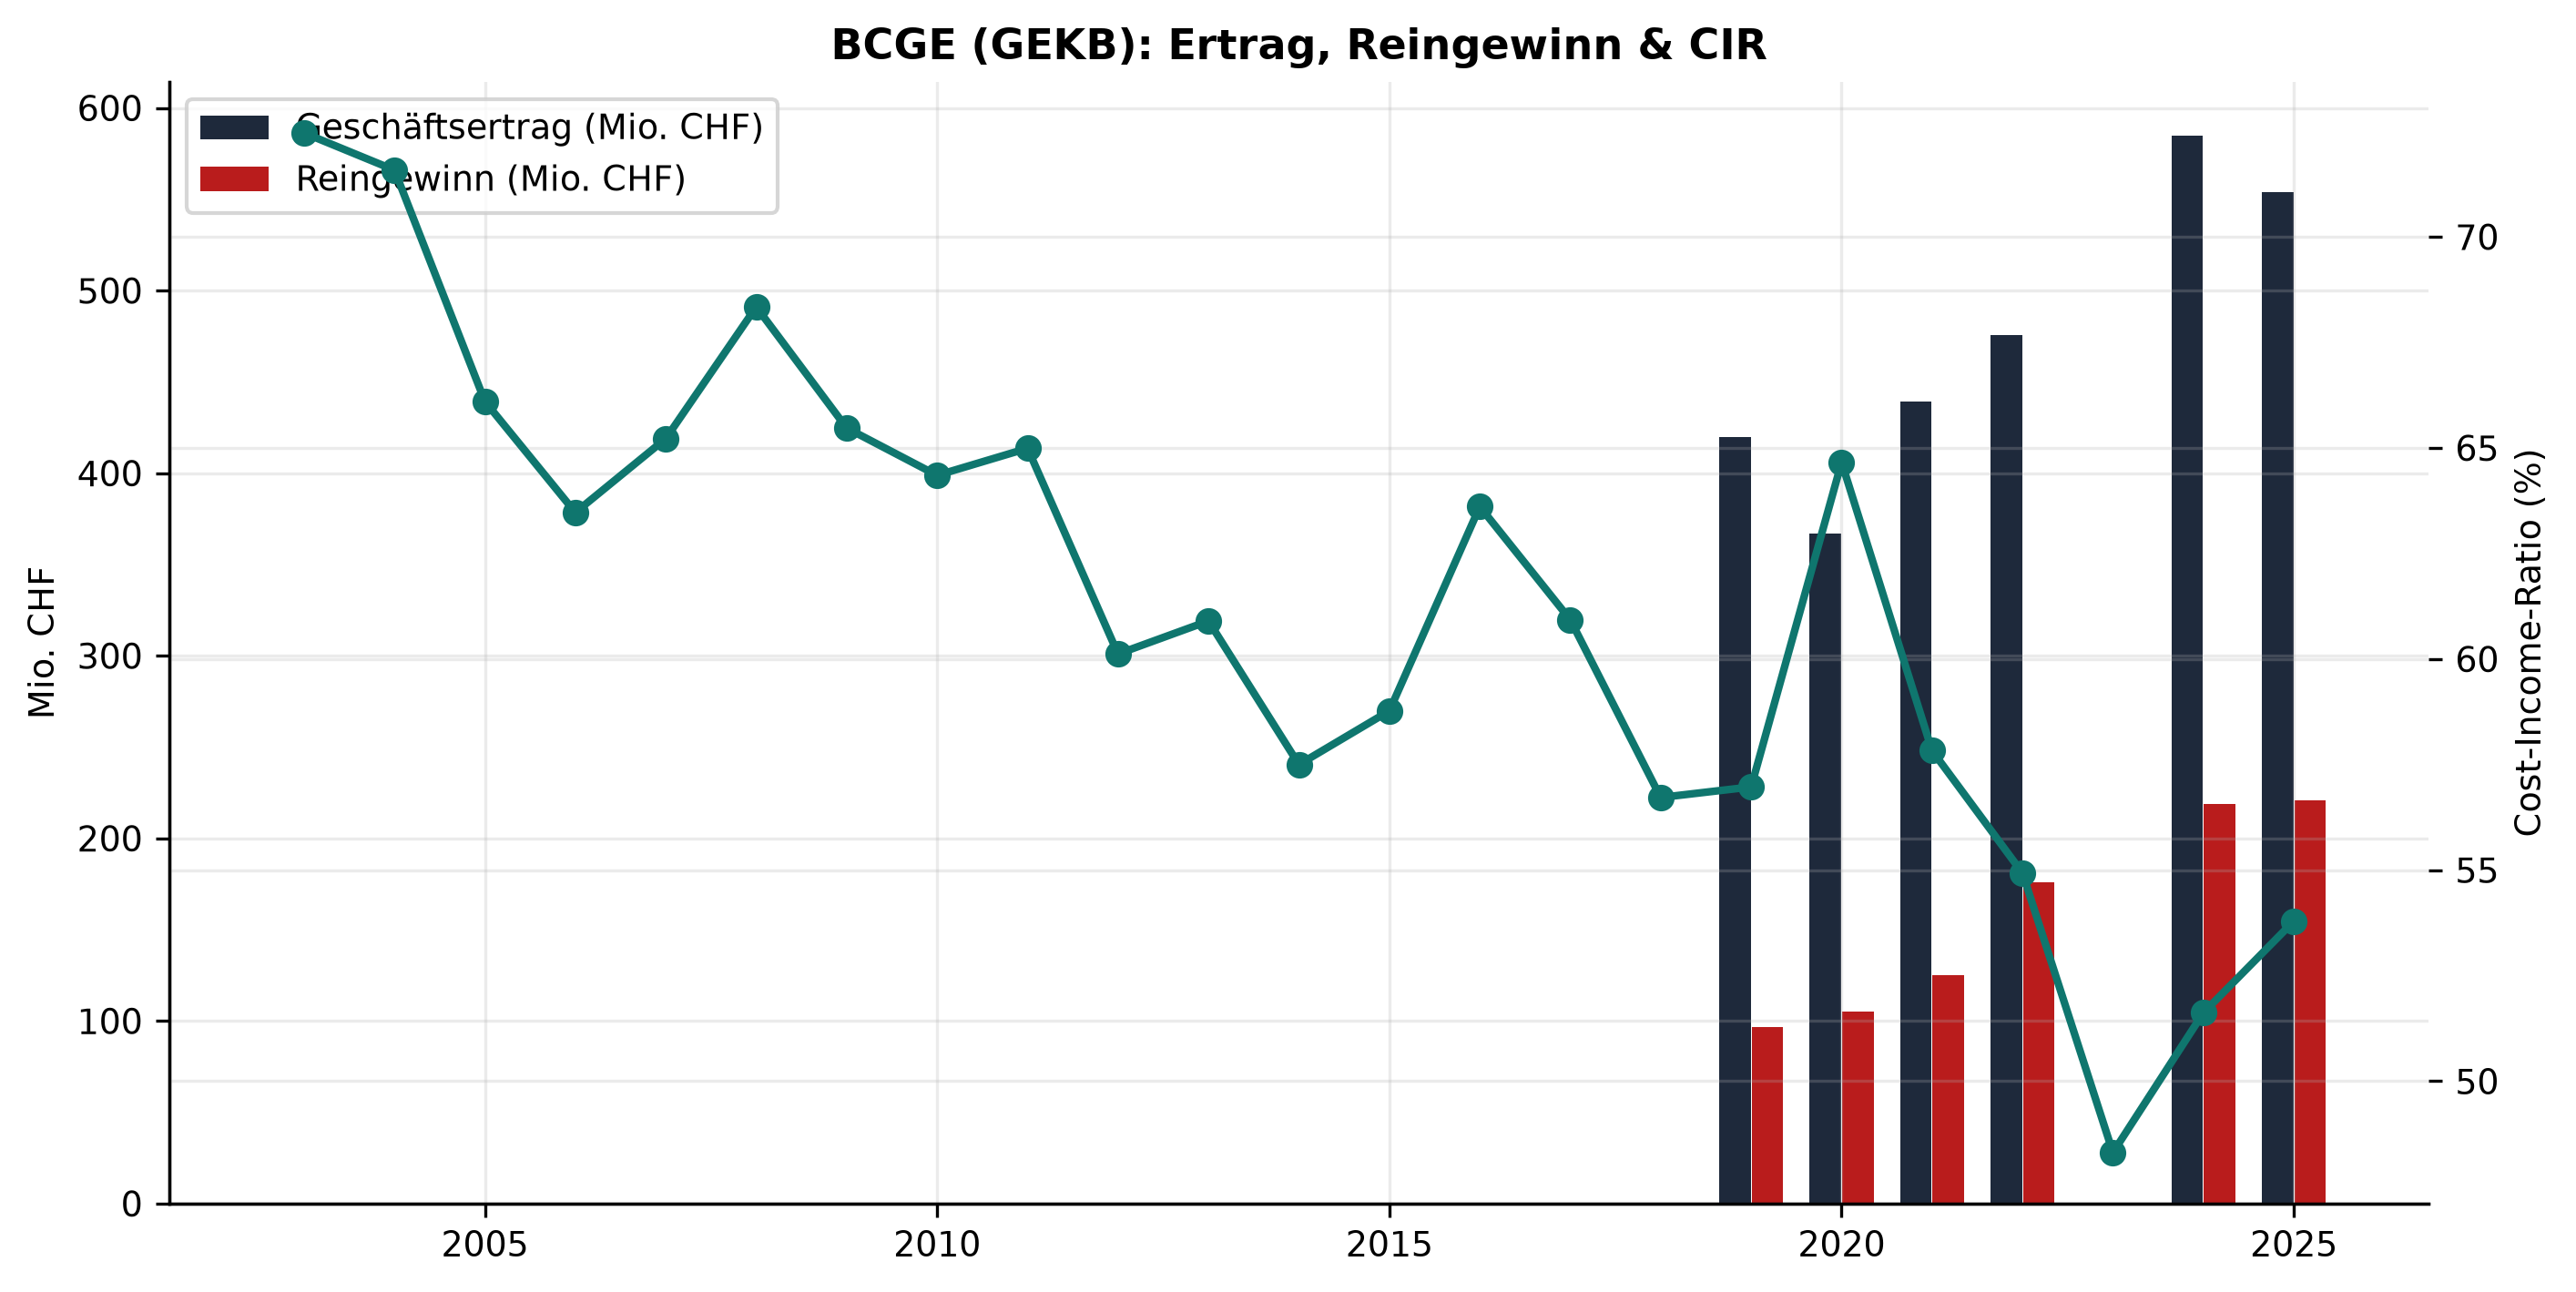 BCGE (GEKB): Ertrag, Reingewinn & CIR
Geschäftsertrag (Mio. CHF)
Reingewinn (Mio. CHF)
Mio. CHF
600
500
400
300
200
100
0
70
65
60
55
50
Cost-Income-Ratio (%)
2005 2010 2015 2020 2025